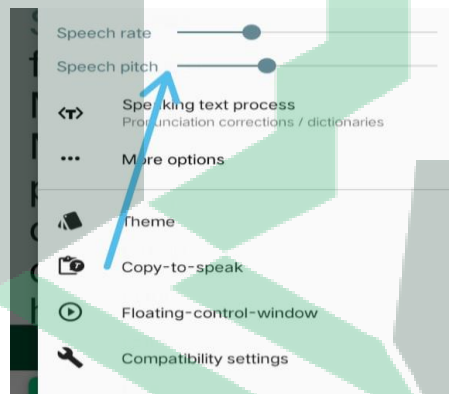 Speech rate
Speech pitch
<T>
Speaking text process
Pronunciation corrections / dictionaries
More options
Theme
Copy-to-speak
Floating-control-window
Compatibility settings